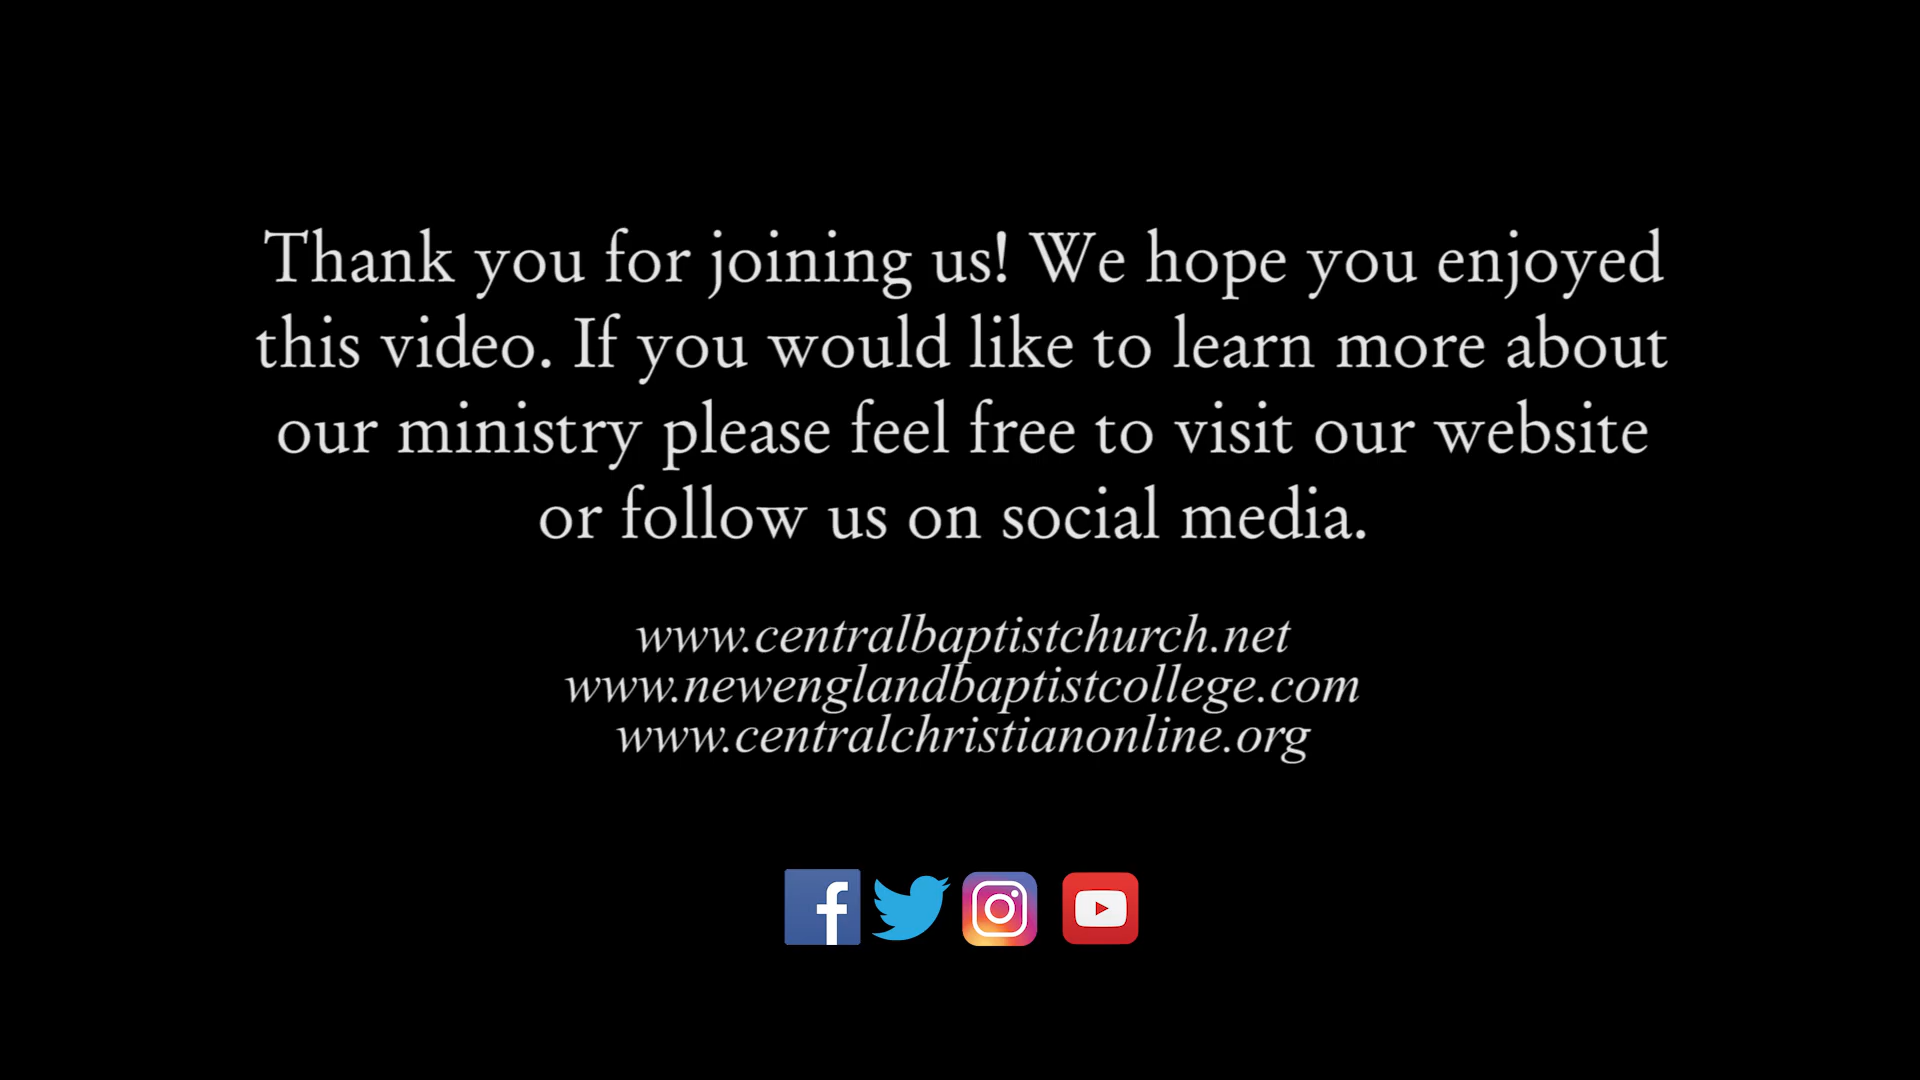 Thank you for joining us! We hope you enjoyed
this video. If you would like to learn more about
our ministry please feel free to visit our website
or follow us on social media.
www.centralbaptistchurch.net
www.newenglandbaptistcollege.com
www.centralchristianonline.org